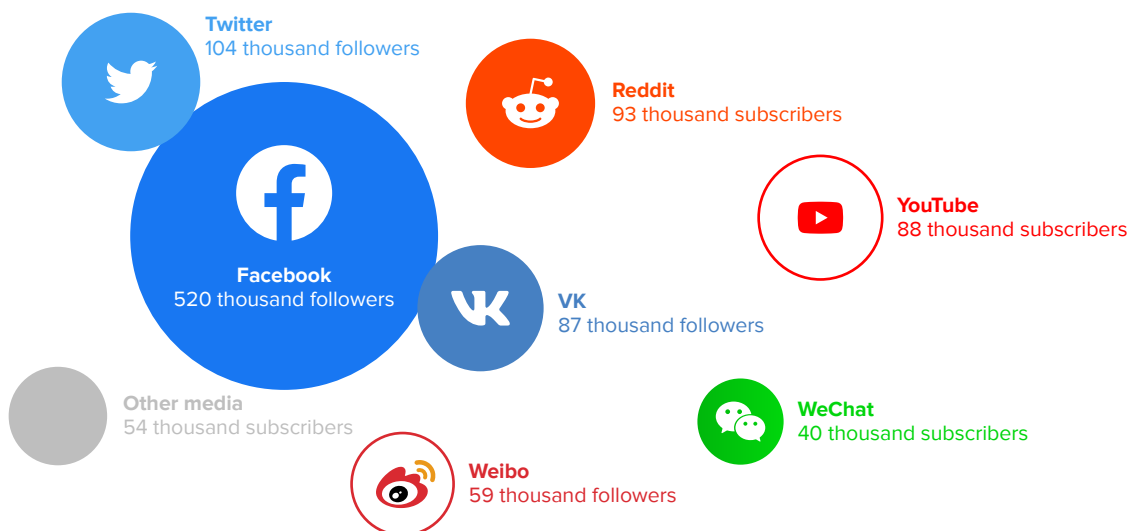 Twitter
104 thousand followers
Reddit
93 thousand subscribers
YouTube
88 thousand subscribers
Facebook
520 thousand followers
VK
87 thousand followers
Other media
54 thousand subscribers
WeChat
40 thousand subscribers
Weibo
59 thousand followers